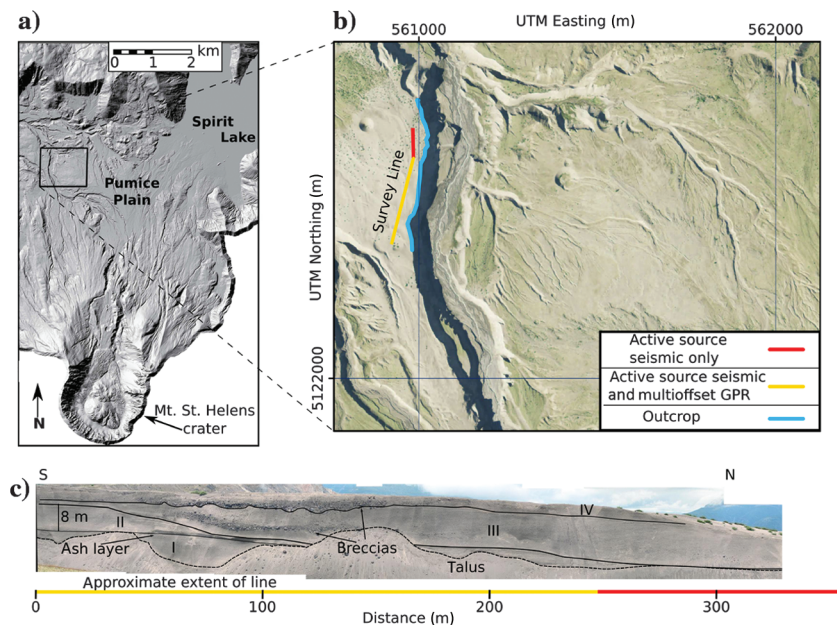 a)
0 1 2 km
Spirit
Lake
Pumice
Plain
N
Mt. St. Helens
crater
b)
UTM Easting (m)
561000
562000
UTM Northing (m)
5122000
Survey Line
Active source
seismic only
Active source seismic
and multioffset GPR
Outcrop
c)
S
N
8 m
II
IV
III
Ash layer
I
Breccias
Talus
Approximate extent of line
0 100 200 300
Distance (m)